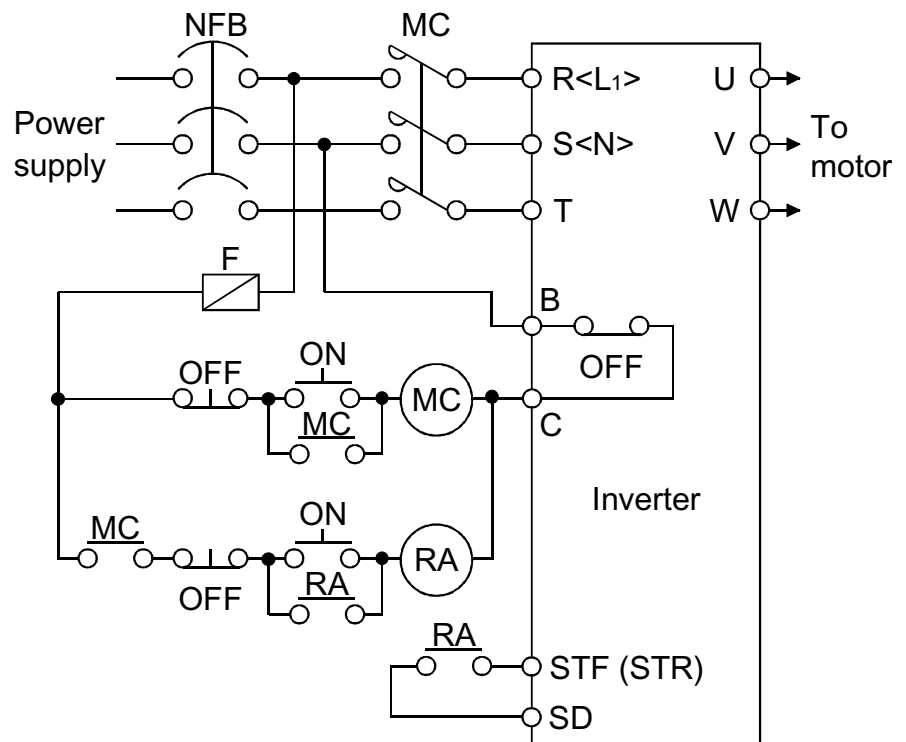 NFB
MC
Power
supply
R<L₁>
S<N>
T
U
V
W
To
motor
F
B
OFF
C
OFF
ON
MC
MC
Inverter
MC
OFF
ON
RA
RA
RA
STF (STR)
SD